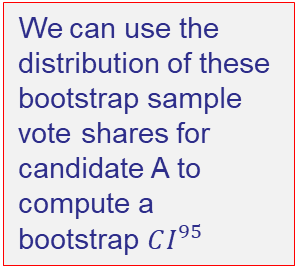 We can use the
distribution of these
bootstrap sample
vote shares for
candidate A to
compute a
bootstrap CI⁹⁵